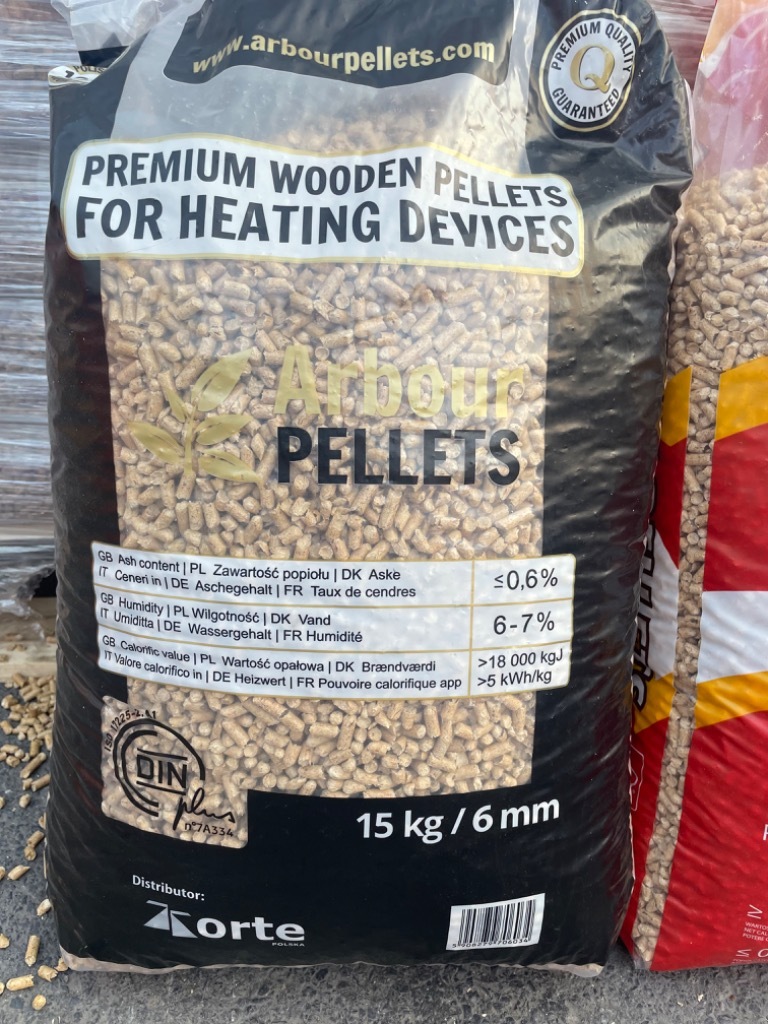 www.arbourpellets.com
PREMIUM QUALITY
Q
GUARANTEED
PREMIUM WOODEN PELLETS
FOR HEATING DEVICES
Arbour
PELLETS
GB Ash content | PL Zawartość popiołu | DK Aske
IT Ceneri in | DE Aschegehalt | FR Taux de cendres
≤0,6%
GB Humidity | PL Wilgotność | DK Vand
IT Umiditta | DE Wassergehalt | FR Humidité
6-7%
GB Calorific value | PL Wartość opałowa | DK Brændværdi
IT Valore calorifico in | DE Heizwert | FR Pouvoire calorifique app
>18 000 kgJ
>5 kWh/kg
DIN
plus
n°7A334
15 kg / 6 mm
Distributor:
Korte
POLSKA